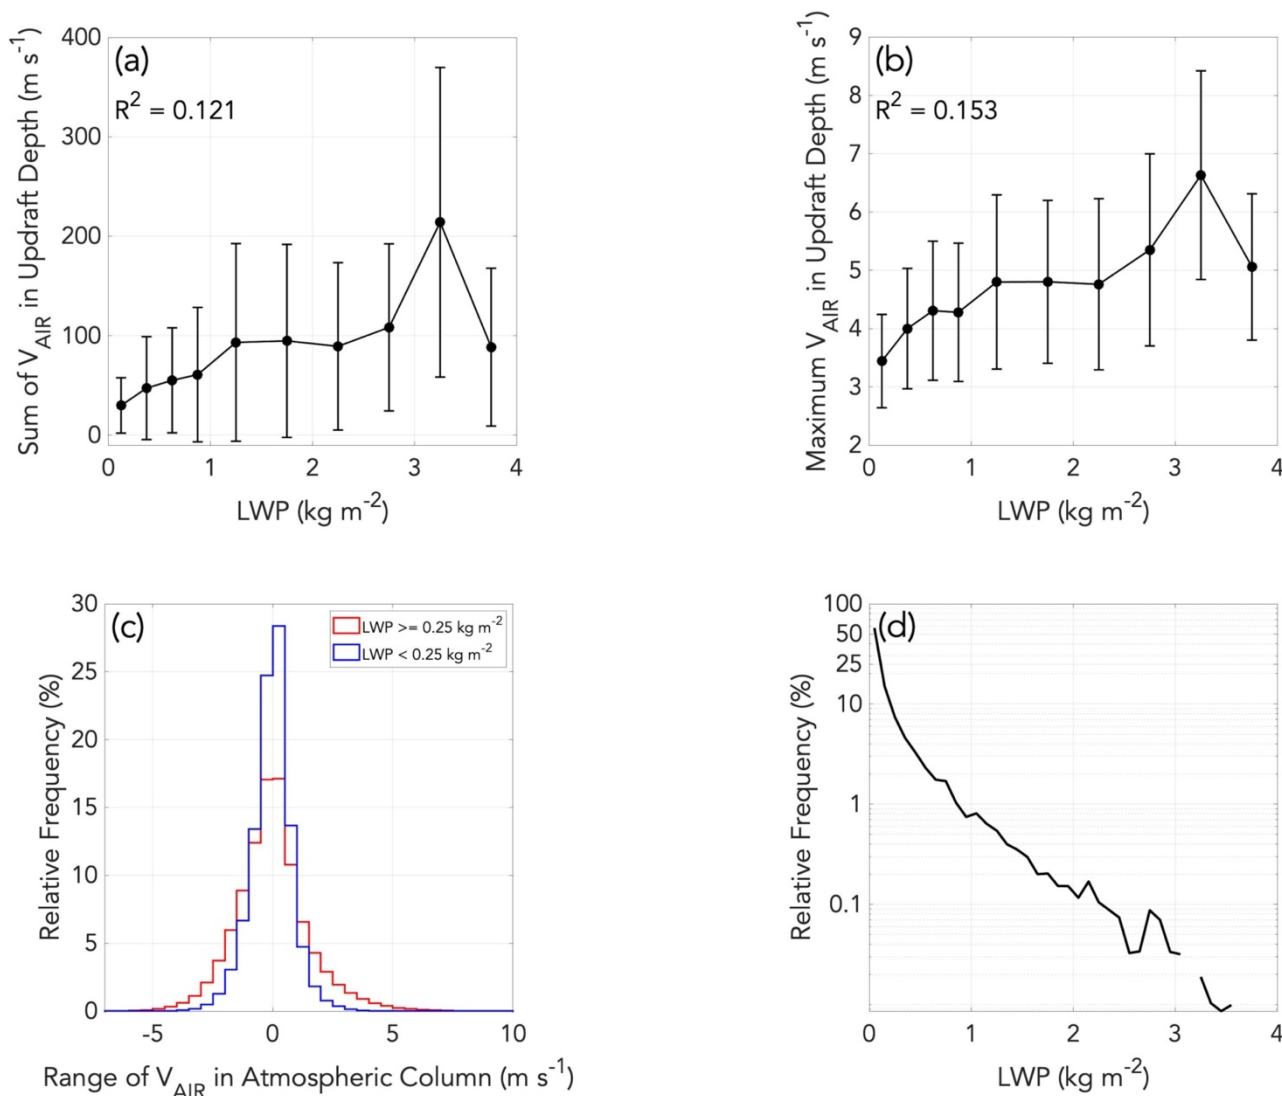 (a)
R² = 0.121
Sum of V_AIR in Updraft Depth (m s⁻¹)
400
300
200
100
0
0 1 2 3 4
LWP (kg m⁻²)
(b)
R² = 0.153
Maximum V_AIR in Updraft Depth (m s⁻¹)
9
8
7
6
5
4
3
2
0 1 2 3 4
LWP (kg m⁻²)
(c)
LWP >= 0.25 kg m⁻²
LWP < 0.25 kg m⁻²
Relative Frequency (%)
30
25
20
15
10
5
0
-5 0 5 10
Range of V_AIR in Atmospheric Column (m s⁻¹)
(d)
Relative Frequency (%)
100
50
25
10
1
0.1
0 1 2 3 4
LWP (kg m⁻²)